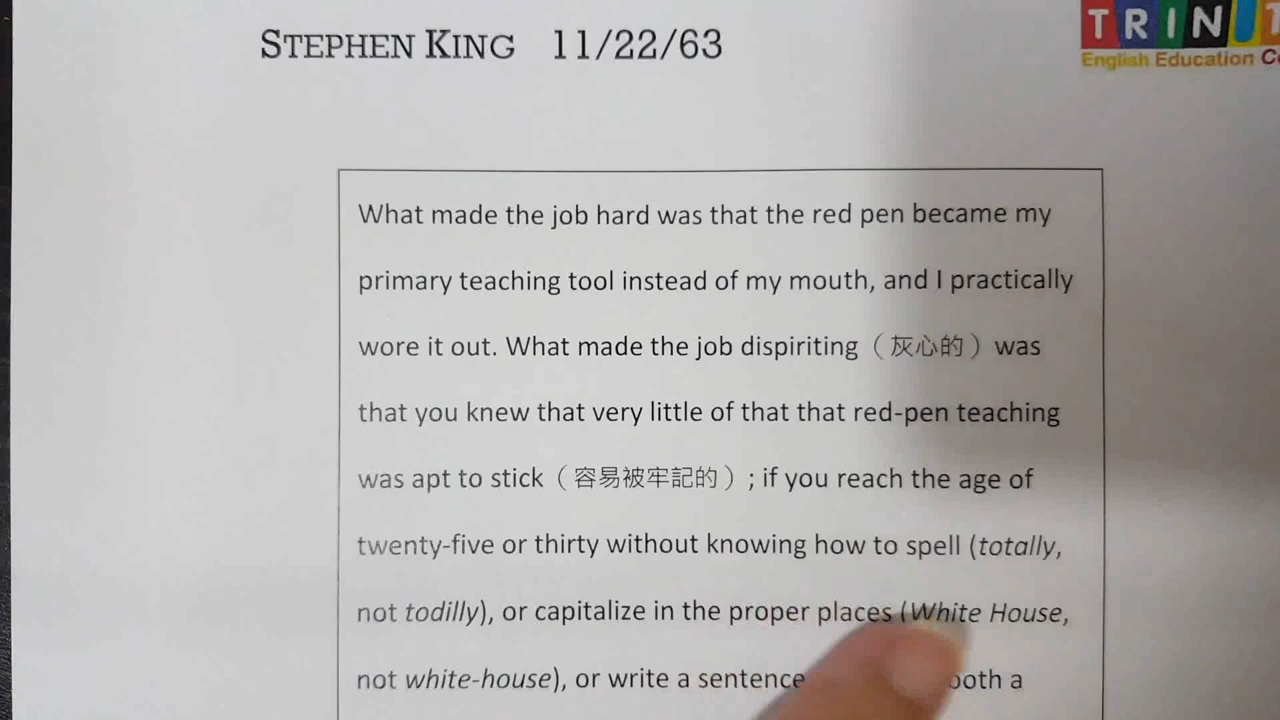 STEPHEN KING 11/22/63
TRINIT
English Education
What made the job hard was that the red pen became my
primary teaching tool instead of my mouth, and I practically
wore it out. What made the job dispiriting（灰心的）was
that you knew that very little of that that red-pen teaching
was apt to stick（容易被牢記的）; if you reach the age of
twenty-five or thirty without knowing how to spell (totally,
not todilly), or capitalize in the proper places (White House,
not white-house), or write a sentence both a